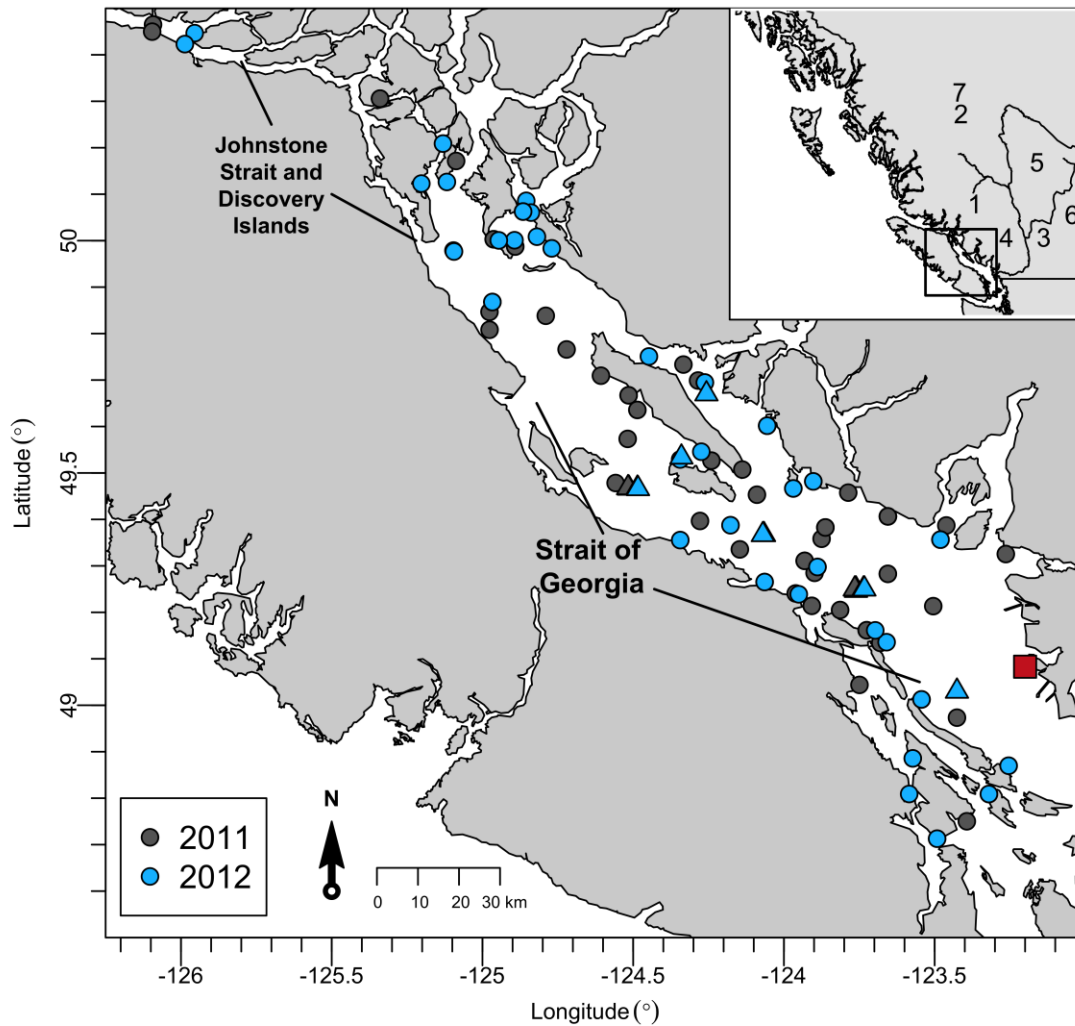 Johnstone
Strait and
Discovery
Islands
7
2
5
1
6
4
3
Strait of
Georgia
Latitude (°)
50
49.5
49
N
2011
2012
0 10 20 30 km
-126 -125.5 -125 -124.5 -124 -123.5
Longitude (°)